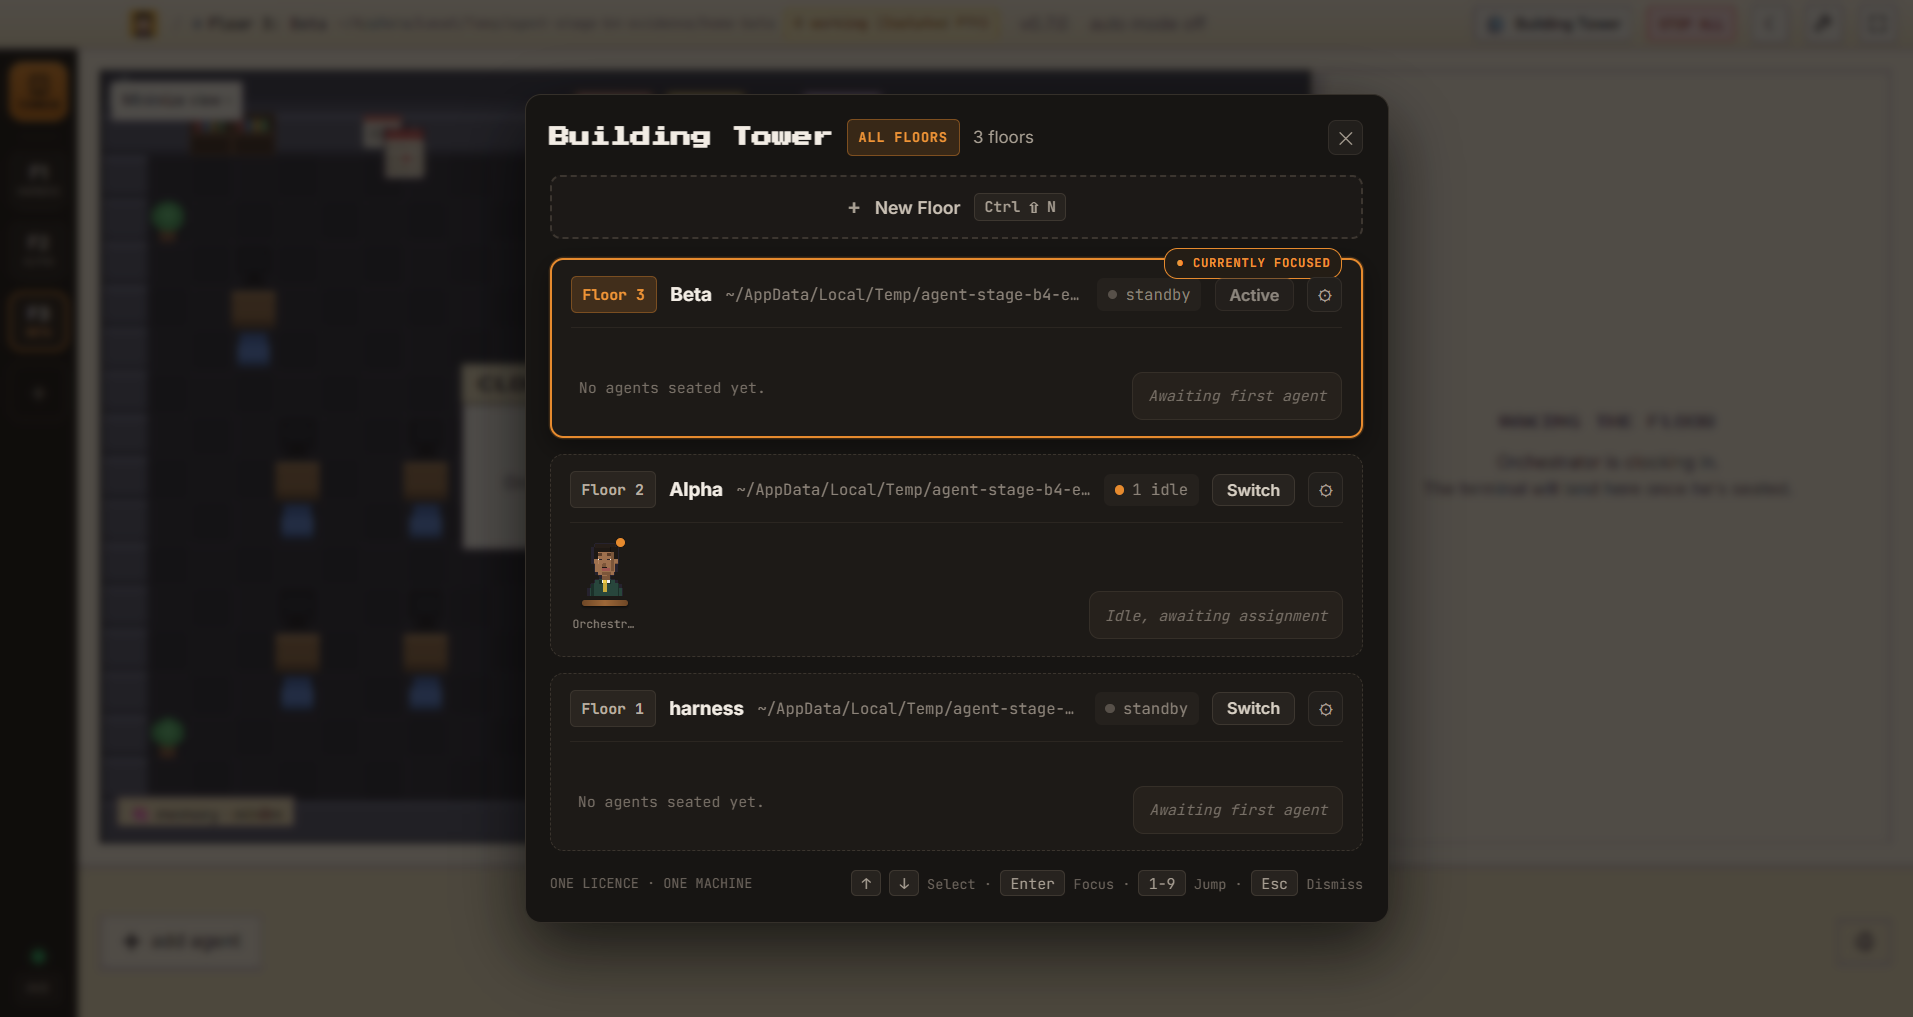 Building Tower ALL FLOORS 3 floors
+ New Floor Ctrl ⇧ N
CURRENTLY FOCUSED
Floor 3 Beta ~/AppData/Local/Temp/agent-stage-b4-e… standby Active
No agents seated yet.
Awaiting first agent
Floor 2 Alpha ~/AppData/Local/Temp/agent-stage-b4-e… 1 idle Switch
Orchestr…
Idle, awaiting assignment
Floor 1 harness ~/AppData/Local/Temp/agent-stage-… standby Switch
No agents seated yet.
Awaiting first agent
ONE LICENCE · ONE MACHINE ↑ ↓ Select · Enter Focus · 1-9 Jump · Esc Dismiss
add agent